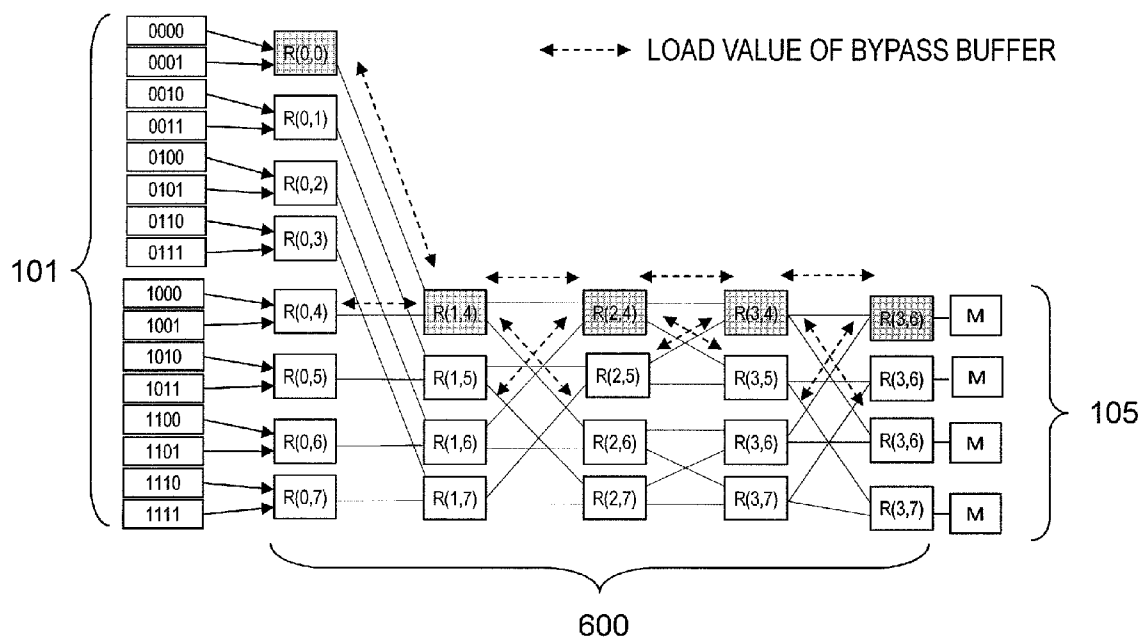 0000
0001
0010
0011
0100
0101
0110
0111
1000
1001
1010
1011
1100
1101
1110
1111
101
R(0,0)
R(0,1)
R(0,2)
R(0,3)
R(0,4)
R(0,5)
R(0,6)
R(0,7)
LOAD VALUE OF BYPASS BUFFER
R(1,4)
R(1,5)
R(1,6)
R(1,7)
R(2,4)
R(2,5)
R(2,6)
R(2,7)
R(3,4)
R(3,5)
R(3,6)
R(3,7)
R(3,6)
R(3,6)
R(3,6)
R(3,7)
M
M
M
M
105
600